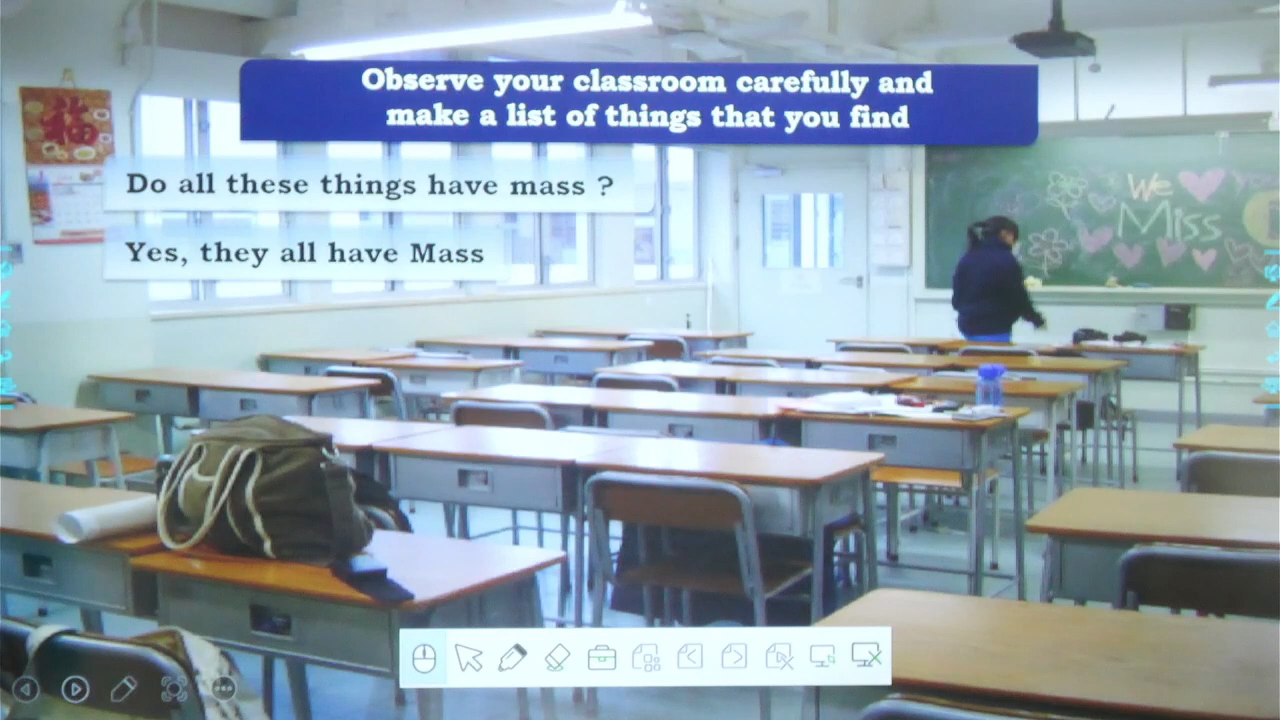 Observe your classroom carefully and
make a list of things that you find
Do all these things have mass ?
Yes, they all have Mass
福
We
Miss